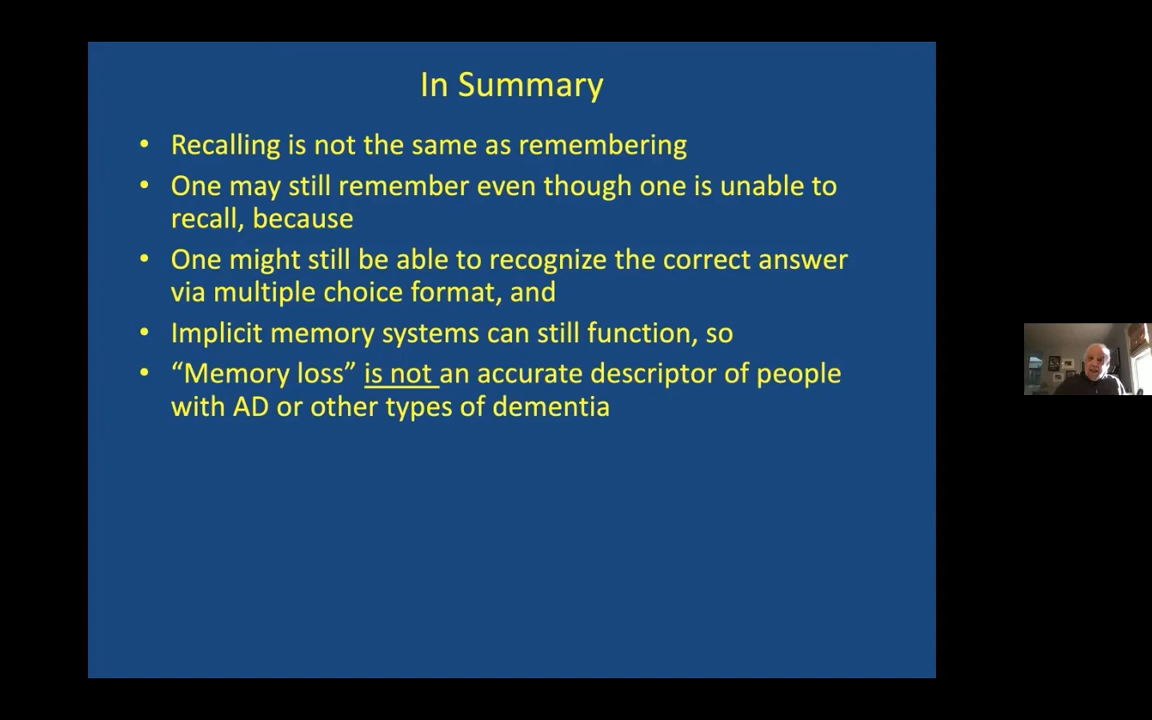 In Summary
• Recalling is not the same as remembering
• One may still remember even though one is unable to
recall, because
• One might still be able to recognize the correct answer
via multiple choice format, and
• Implicit memory systems can still function, so
• “Memory loss” is not an accurate descriptor of people
with AD or other types of dementia